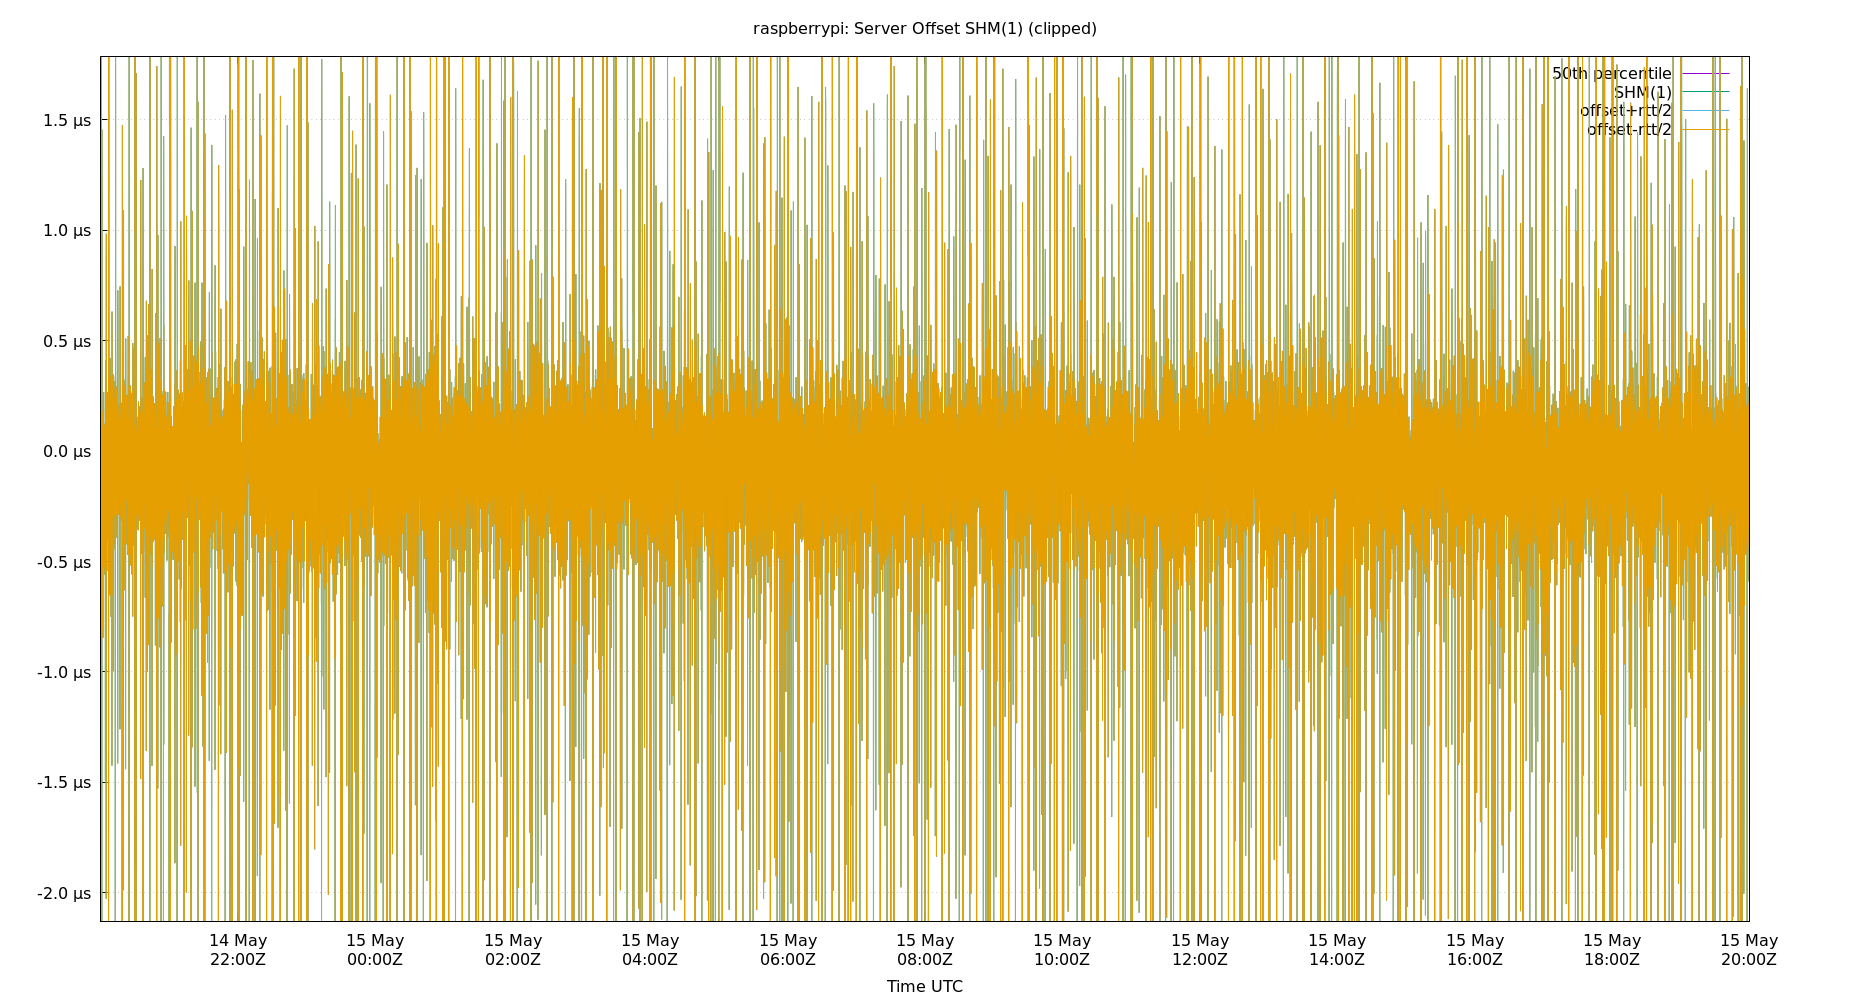 raspberrypi: Server Offset SHM(1) (clipped)
50th percentile
SHM(1)
offset+rtt/2
offset-rtt/2
1.5 µs
1.0 µs
0.5 µs
0.0 µs
-0.5 µs
-1.0 µs
-1.5 µs
-2.0 µs
14 May 15 May 15 May 15 May 15 May 15 May 15 May 15 May 15 May 15 May 15 May 15 May
22:00Z 00:00Z 02:00Z 04:00Z 06:00Z 08:00Z 10:00Z 12:00Z 14:00Z 16:00Z 18:00Z 20:00Z
Time UTC